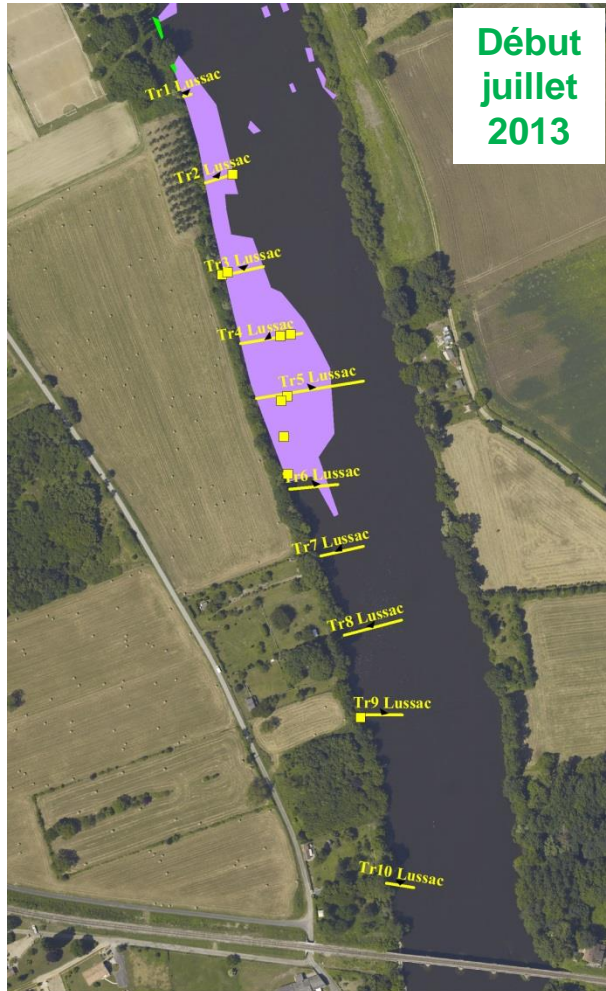 Début
juillet
2013
Tr1 Lussac
Tr2 Lussac
Tr3 Lussac
Tr4 Lussac
Tr5 Lussac
Tr6 Lussac
Tr7 Lussac
Tr8 Lussac
Tr9 Lussac
Tr10 Lussac